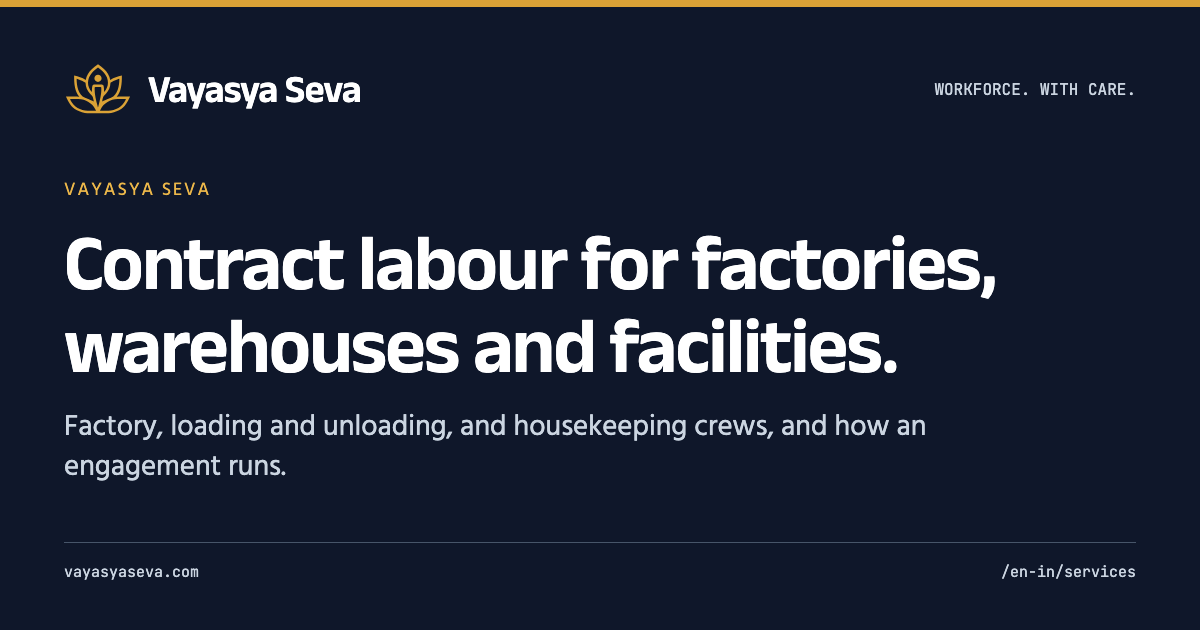 Vayasya Seva
WORKFORCE. WITH CARE.
VAYASYA SEVA
Contract labour for factories,
warehouses and facilities.
Factory, loading and unloading, and housekeeping crews, and how an
engagement runs.
vayasyaseva.com
/en-in/services